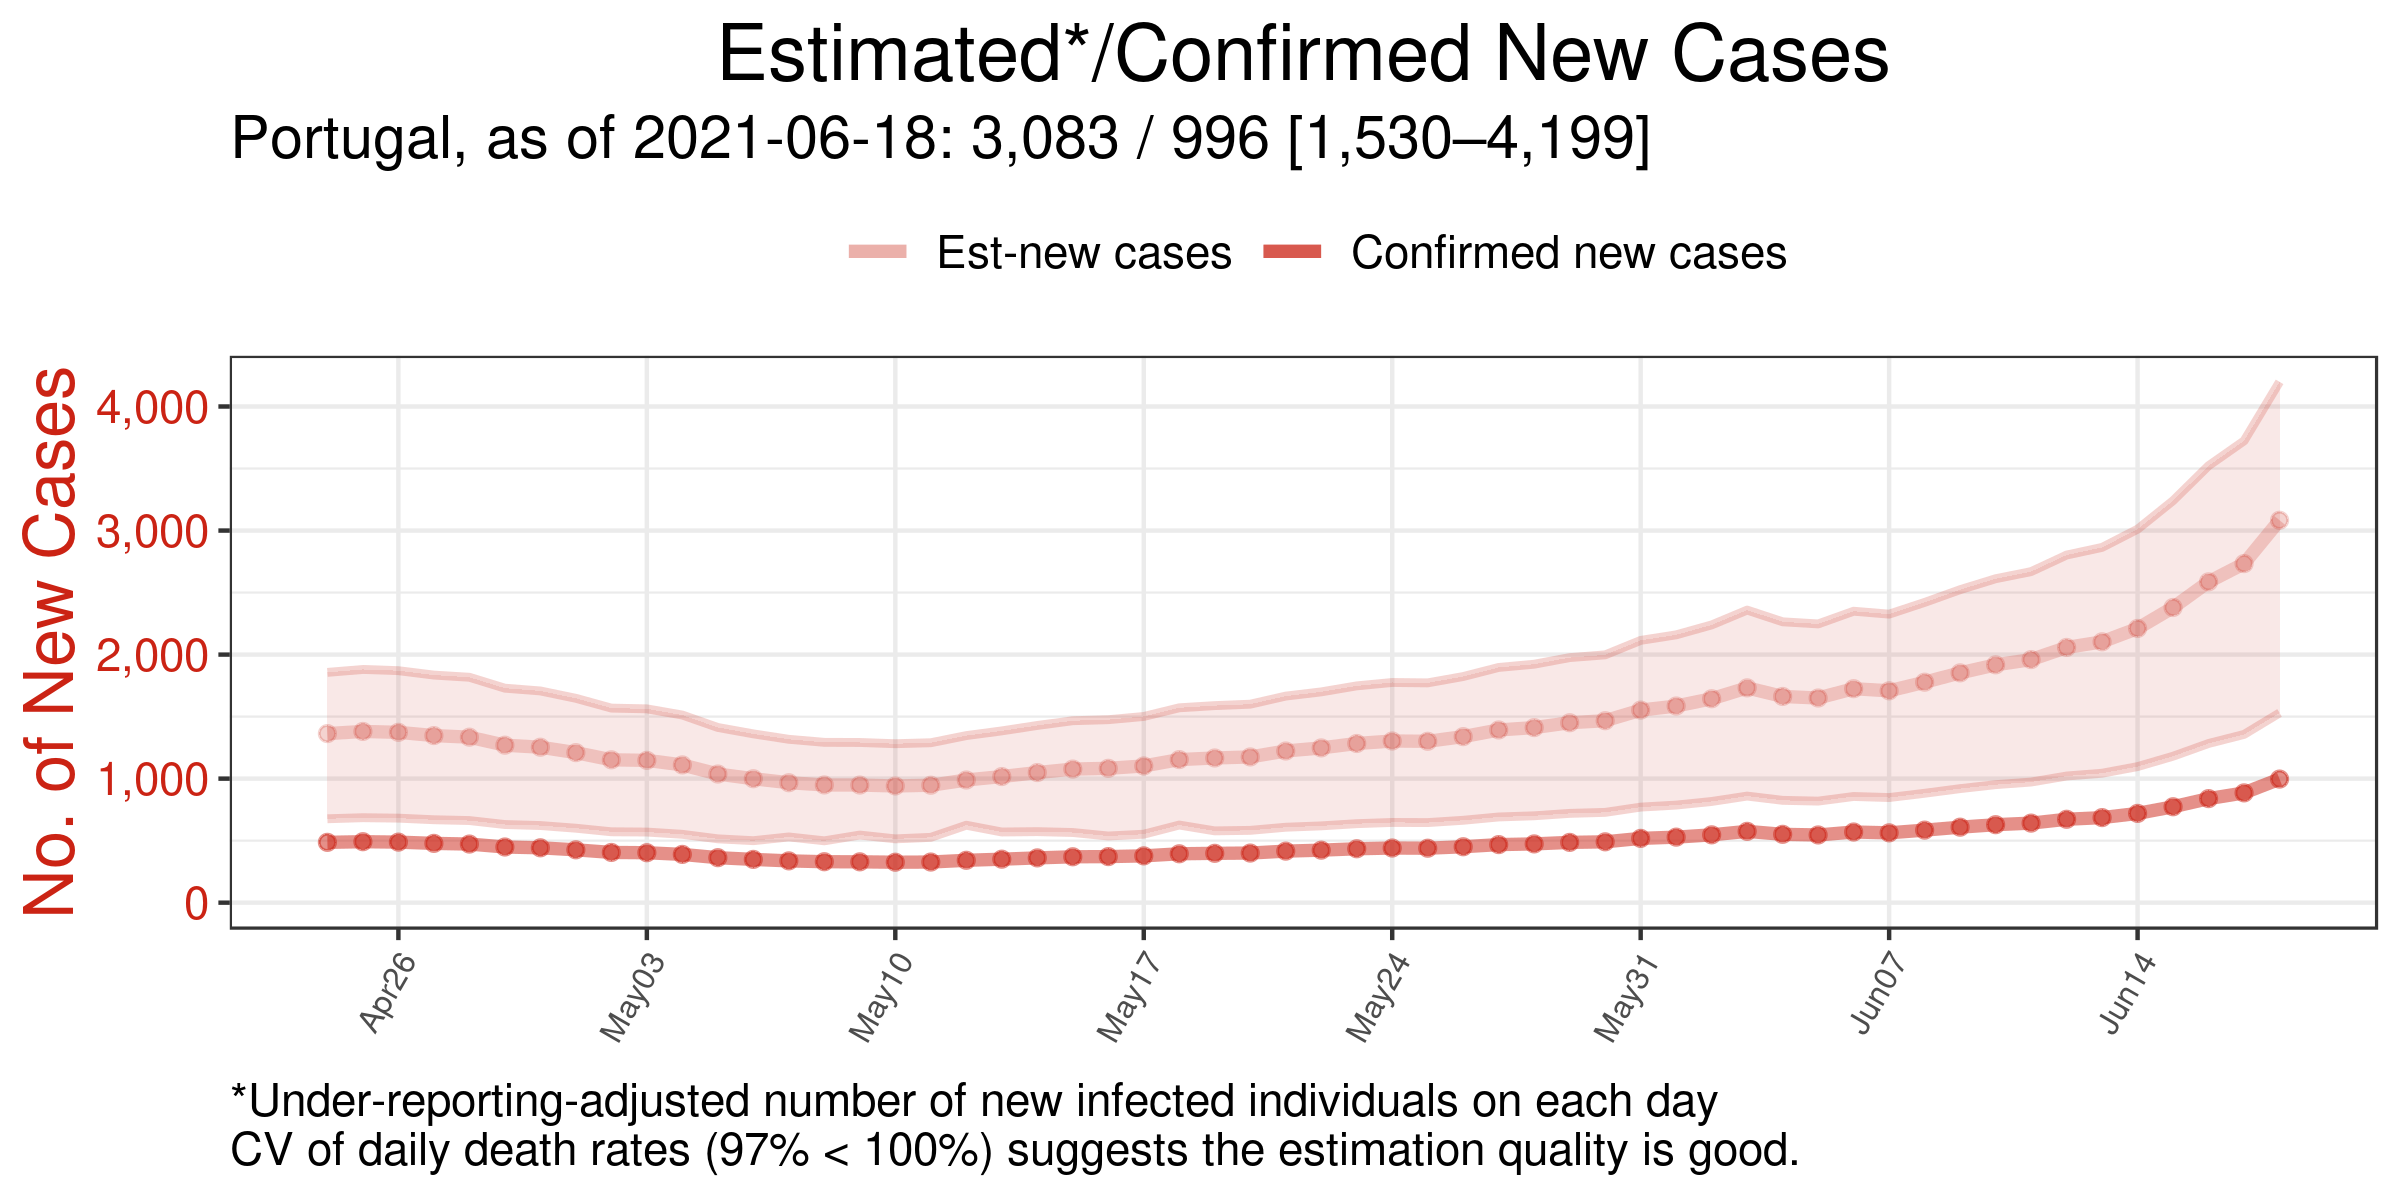 Estimated*/Confirmed New Cases
Portugal, as of 2021-06-18: 3,083 / 996 [1,530–4,199]
Est-new cases
Confirmed new cases
No. of New Cases
4,000
3,000
2,000
1,000
0
Apr26
May03
May10
May17
May24
May31
Jun07
Jun14
*Under-reporting-adjusted number of new infected individuals on each day
CV of daily death rates (97% < 100%) suggests the estimation quality is good.